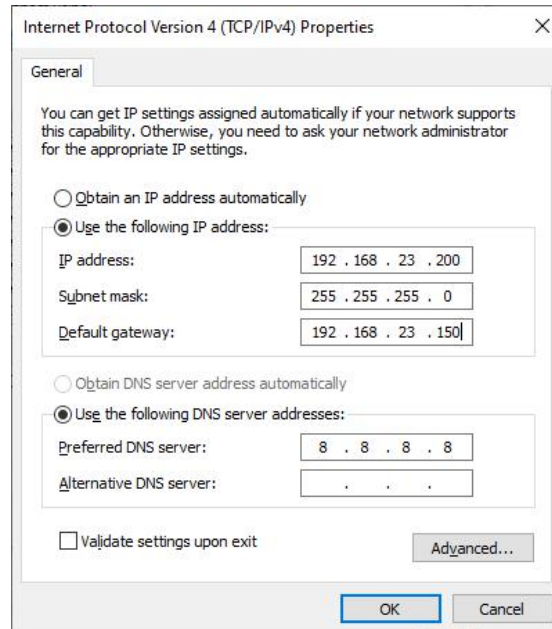 Internet Protocol Version 4 (TCP/IPv4) Properties
General
You can get IP settings assigned automatically if your network supports
this capability. Otherwise, you need to ask your network administrator
for the appropriate IP settings.
Obtain an IP address automatically
Use the following IP address:
IP address: 192 . 168 . 23 . 200
Subnet mask: 255 . 255 . 255 . 0
Default gateway: 192 . 168 . 23 . 150
Obtain DNS server address automatically
Use the following DNS server addresses:
Preferred DNS server: 8 . 8 . 8 . 8
Alternative DNS server: . . .
Validate settings upon exit
Advanced...
OK Cancel